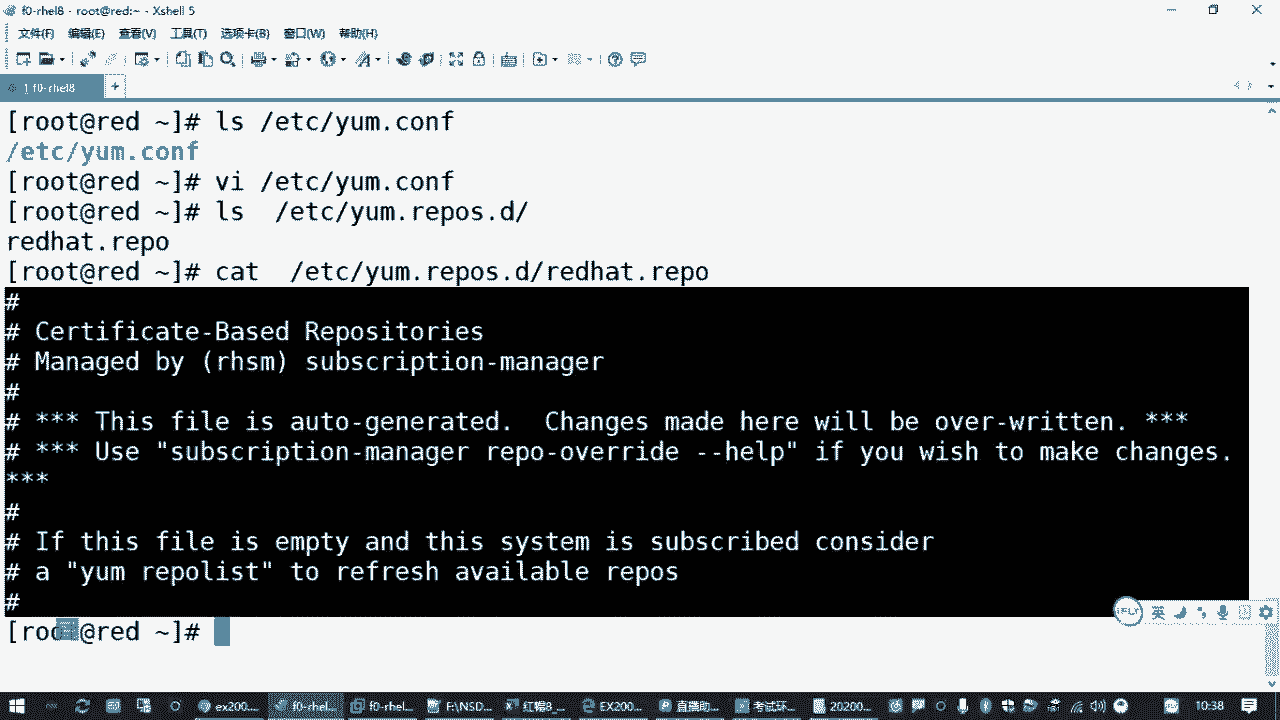 f0-rhel8 - root@red:~ - Xshell 5
文件(F) 编辑(E) 查看(V) 工具(T) 选项卡(B) 窗口(W) 帮助(H)
1 f0-rhel8
[root@red ~]# ls /etc/yum.conf
/etc/yum.conf
[root@red ~]# vi /etc/yum.conf
[root@red ~]# ls  /etc/yum.repos.d/
redhat.repo
[root@red ~]# cat  /etc/yum.repos.d/redhat.repo
#
# Certificate-Based Repositories
# Managed by (rhsm) subscription-manager
#
# *** This file is auto-generated.  Changes made here will be over-written. ***
# *** Use "subscription-manager repo-override --help" if you wish to make changes.
***
#
# If this file is empty and this system is subscribed consider
# a "yum repolist" to refresh available repos
#
[root@red ~]#
iFLY 英
ex200... f0-rhel... f0-rhel... F:\NSD... 红帽8_... EX200... 直播助... 考试环... 20200... 10:38